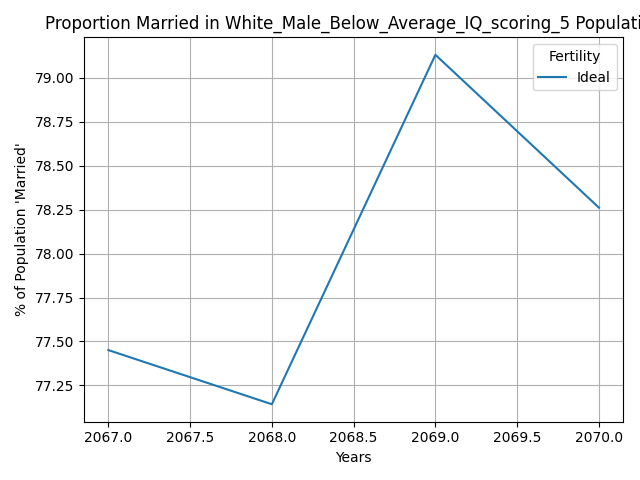 Proportion Married in White_Male_Below_Average_IQ_scoring_5 Populati
Fertility
Ideal
79.00
78.75
78.50
78.25
78.00
77.75
77.50
77.25
% of Population 'Married'
2067.0 2067.5 2068.0 2068.5 2069.0 2069.5 2070.0
Years